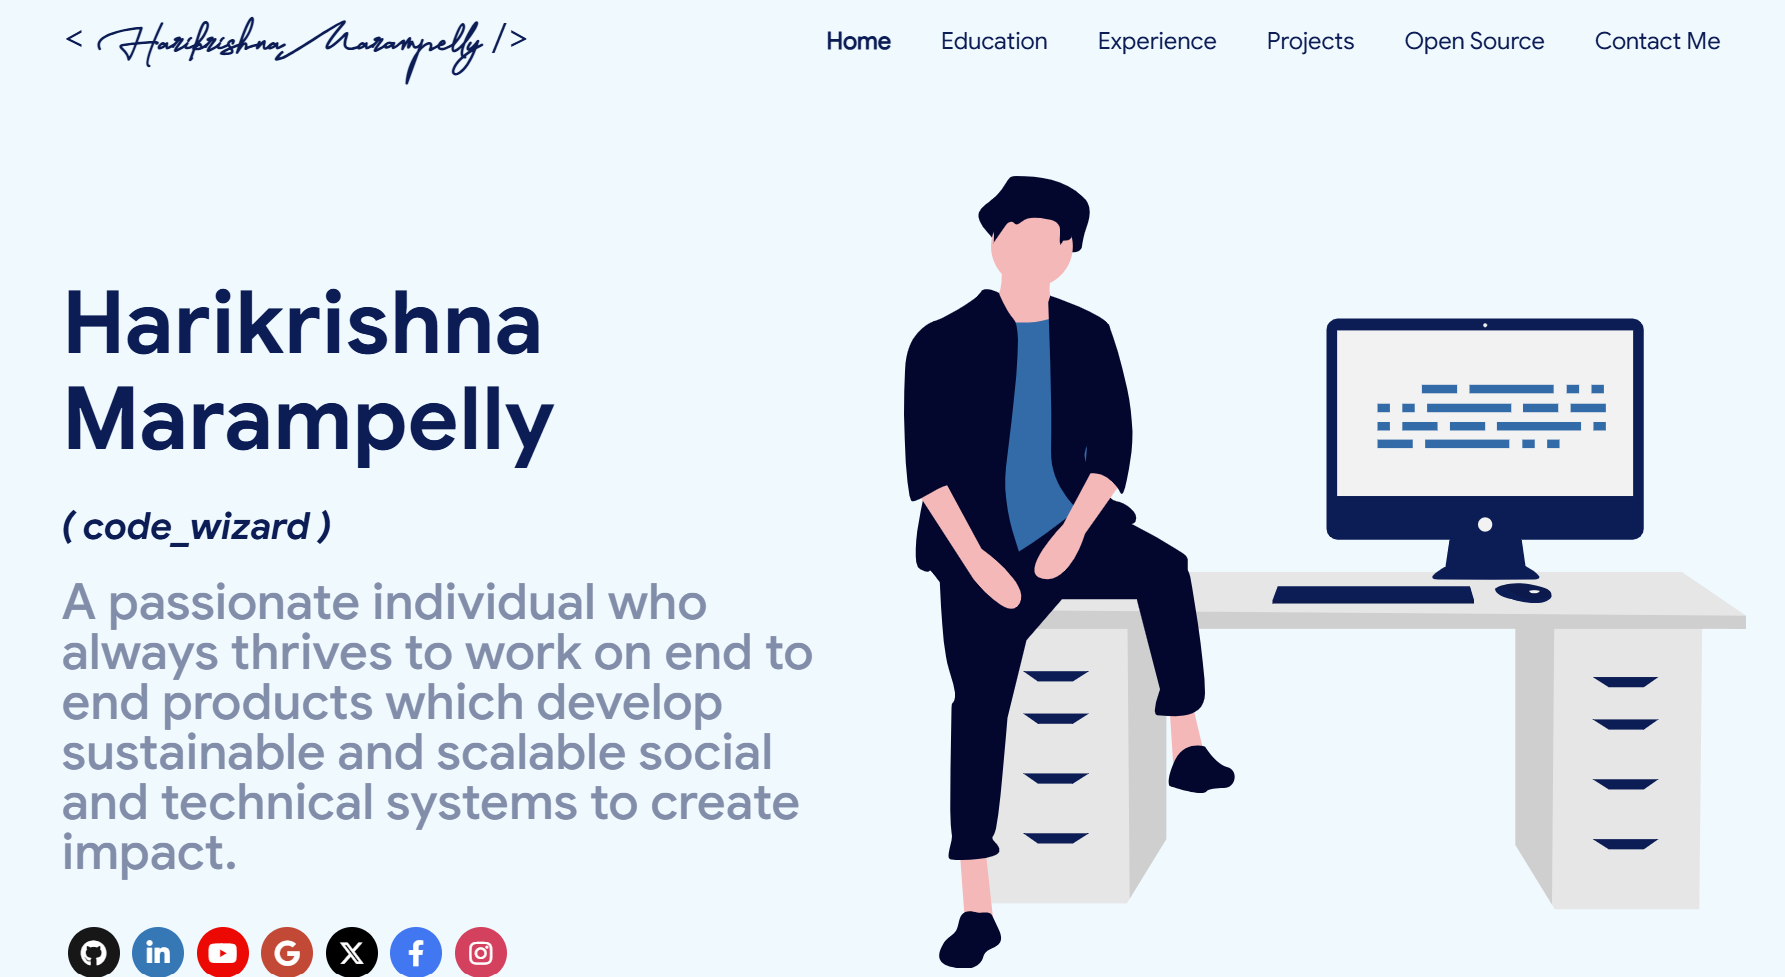 < Harikrishna Marampelly />
Home Education Experience Projects Open Source Contact Me
Harikrishna
Marampelly
( code_wizard )
A passionate individual who
always thrives to work on end to
end products which develop
sustainable and scalable social
and technical systems to create
impact.